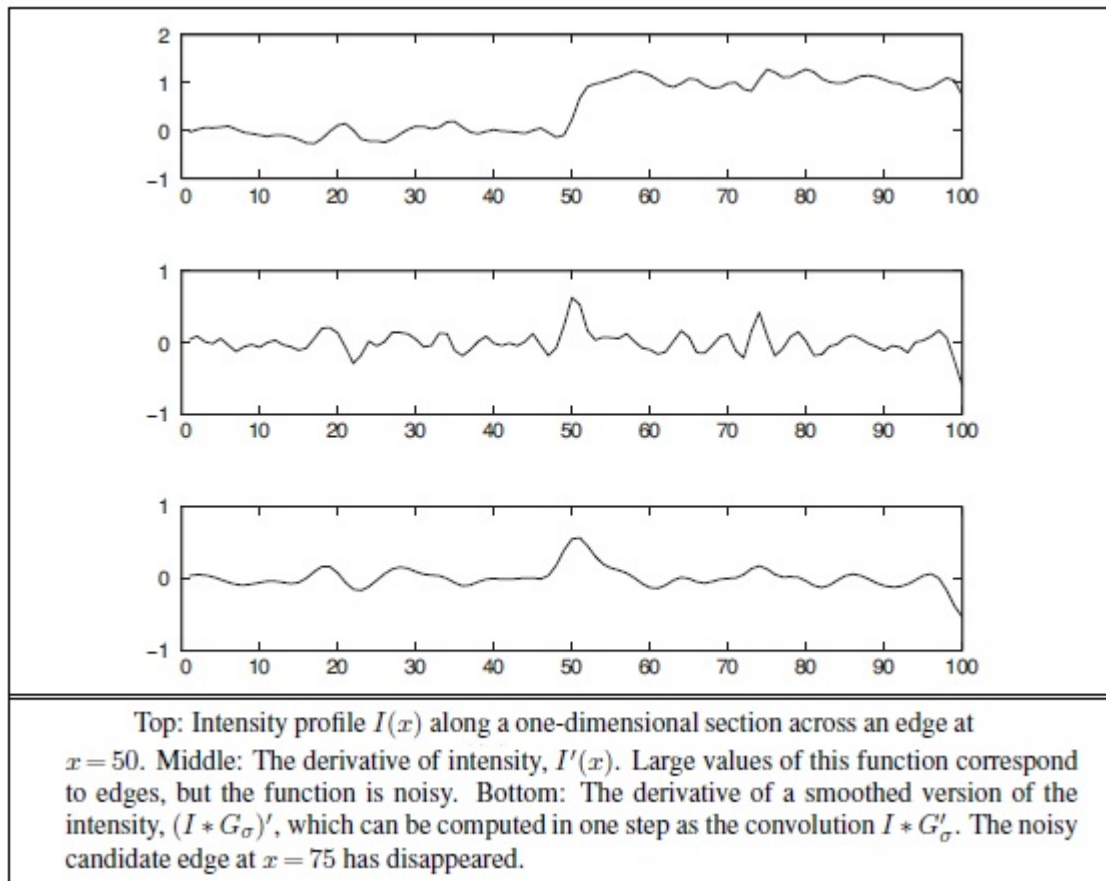 2
1
0
−1
0 10 20 30 40 50 60 70 80 90 100
1
0
−1
0 10 20 30 40 50 60 70 80 90 100
1
0
−1
0 10 20 30 40 50 60 70 80 90 100
Top: Intensity profile I(x) along a one-dimensional section across an edge at
x = 50. Middle: The derivative of intensity, I′(x). Large values of this function correspond
to edges, but the function is noisy. Bottom: The derivative of a smoothed version of the
intensity, (I ∗ Gσ)′, which can be computed in one step as the convolution I ∗ G′σ. The noisy
candidate edge at x = 75 has disappeared.